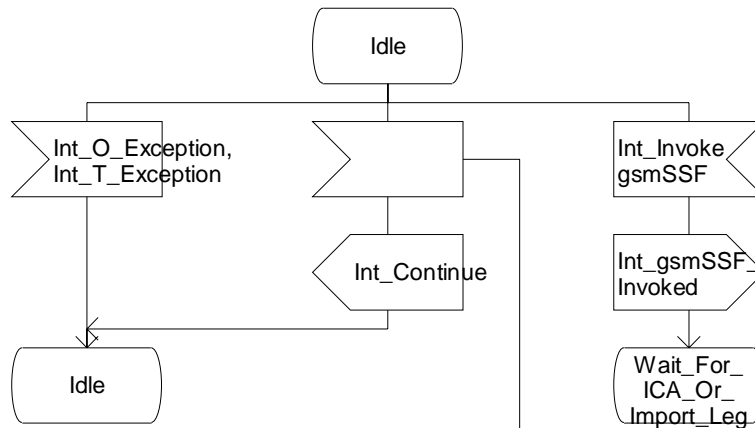 Idle
Int_O_Exception,
Int_T_Exception
Int_Invoke
gsmSSF
Int_Continue
Int_gsmSSF_
Invoked
Idle
Wait_For_
ICA_Or_
Import_Leg